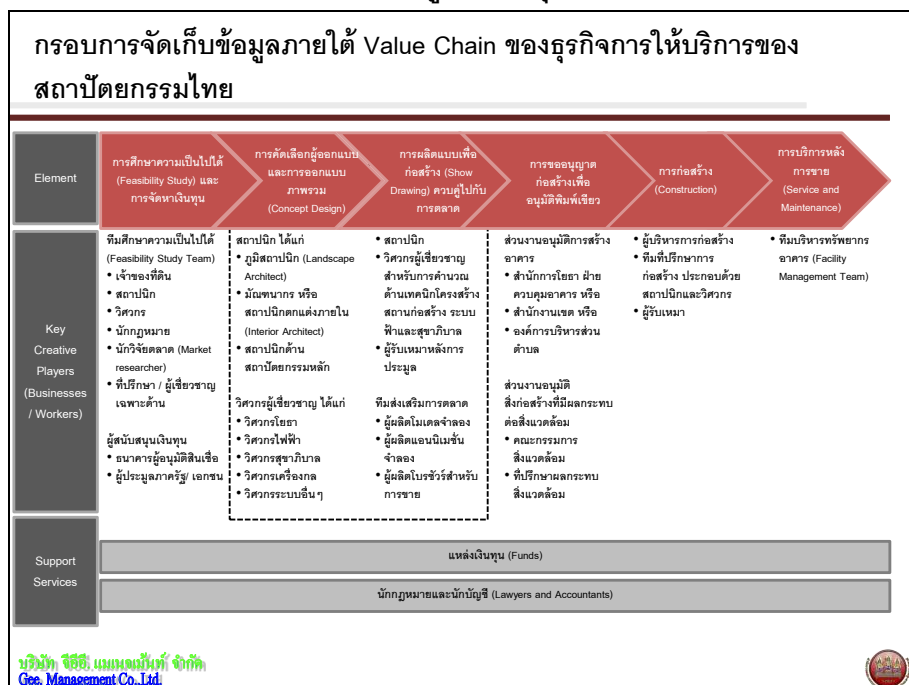 กรอบการจัดเก็บข้อมูลภายใต้ Value Chain ของธุรกิจการให้บริการของ
สถาปัตยกรรมไทย
Element
การศึกษาความเป็นไปได้
(Feasibility Study) และ
การจัดหาเงินทุน
การคัดเลือกผู้ออกแบบ
และการออกแบบ
ภาพรวม
(Concept Design)
การผลิตแบบเพื่อ
ก่อสร้าง (Show
Drawing) ควบคู่ไปกับ
การตลาด
การขออนุญาต
ก่อสร้างเพื่อ
อนุมัติพิมพ์เขียว
การก่อสร้าง
(Construction)
การบริการหลัง
การขาย
(Service and
Maintenance)
Key
Creative
Players
(Businesses
/ Workers)
ทีมศึกษาความเป็นไปได้
(Feasibility Study Team)
• เจ้าของที่ดิน
• สถาปนิก
• วิศวกร
• นักกฎหมาย
• นักวิจัยตลาด (Market
researcher)
• ที่ปรึกษา / ผู้เชี่ยวชาญ
เฉพาะด้าน
ผู้สนับสนุนเงินทุน
• ธนาคารผู้อนุมัติสินเชื่อ
• ผู้ประมูลภาครัฐ/ เอกชน
สถาปนิก ได้แก่
• ภูมิสถาปนิก (Landscape
Architect)
• มัณฑนากร หรือ
สถาปนิกตกแต่งภายใน
(Interior Architect)
• สถาปนิกด้าน
สถาปัตยกรรมหลัก
วิศวกรผู้เชี่ยวชาญ ได้แก่
• วิศวกรโยธา
• วิศวกรไฟฟ้า
• วิศวกรสุขาภิบาล
• วิศวกรเครื่องกล
• วิศวกรระบบอื่นๆ
• สถาปนิก
• วิศวกรผู้เชี่ยวชาญ
สำหรับการคำนวณ
ด้านเทคนิคโครงสร้าง
สถานก่อสร้าง ระบบ
ฟ้าและสุขาภิบาล
• ผู้รับเหมาหลังการ
ประมูล
ทีมส่งเสริมการตลาด
• ผู้ผลิตโมเดลจำลอง
• ผู้ผลิตแอนนิเมชั่น
จำลอง
• ผู้ผลิตโบรชัวร์สำหรับ
การขาย
ส่วนงานอนุมัติการสร้าง
อาคาร
• สำนักการโยธา ฝ่าย
ควบคุมอาคาร หรือ
• สำนักงานเขต หรือ
• องค์การบริหารส่วน
ตำบล
ส่วนงานอนุมัติ
สิ่งก่อสร้างที่มีผลกระทบ
ต่อสิ่งแวดล้อม
• คณะกรรมการ
สิ่งแวดล้อม
• ที่ปรึกษาผลกระทบ
สิ่งแวดล้อม
• ผู้บริหารการก่อสร้าง
• ทีมที่ปรึกษาการ
ก่อสร้าง ประกอบด้วย
สถาปนิกและวิศวกร
• ผู้รับเหมา
• ทีมบริหารทรัพยากร
อาคาร (Facility
Management Team)
Support
Services
แหล่งเงินทุน (Funds)
นักกฎหมายและนักบัญชี (Lawyers and Accountants)
บริษัท จีอีอี. แมเนจเม้นท์ จำกัด
Gee. Management Co.,Ltd.